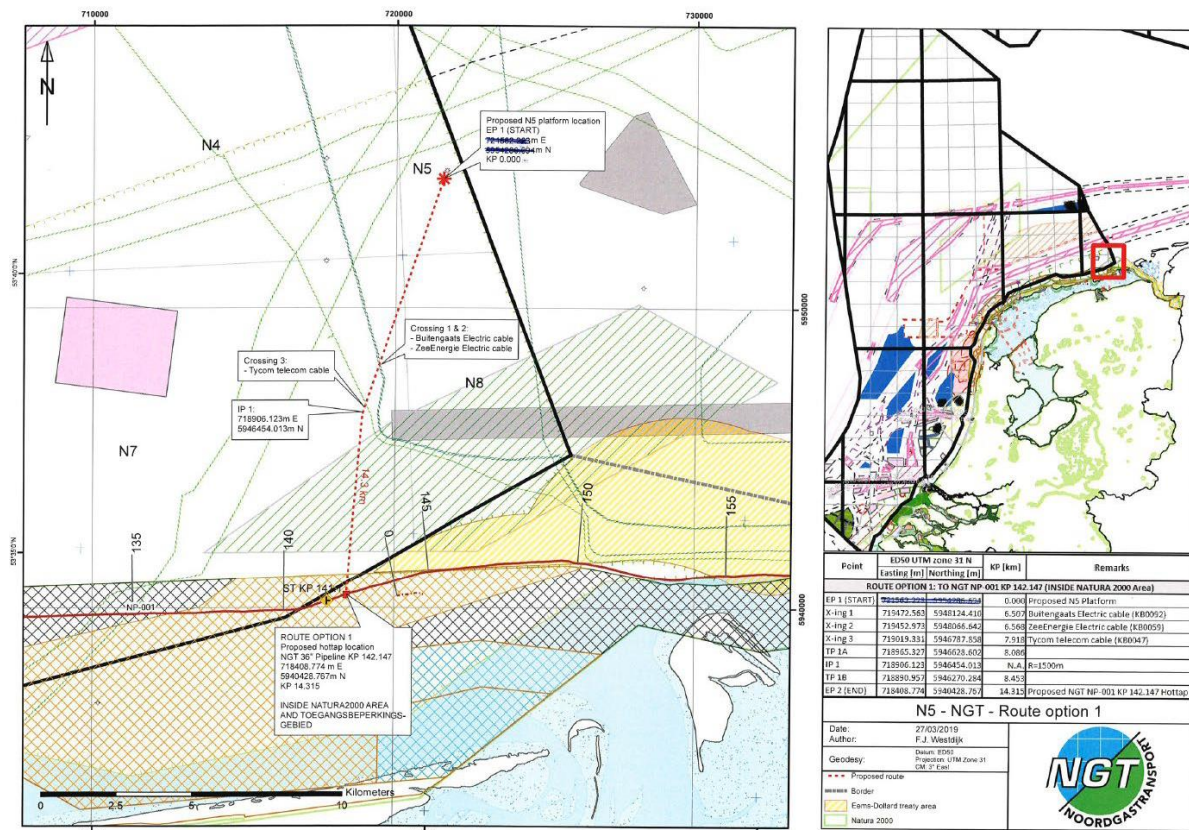 710000
720000
730000
N
N4
N5
Proposed N5 platform location
EP 1 (START)
m E
m N
KP 0.000
53°40'0"N
5950000
Crossing 1 & 2:
- Buitengaats Electric cable
- ZeeEnergie Electric cable
Crossing 3:
- Tycom telecom cable
N8
IP 1:
718906.123m E
5946454.013m N
N7
14.3 km
135
140
0
145
150
155
53°35'0"N
NP-001
ST KP 141.
5940000
ROUTE OPTION 1
Proposed hottap location
NGT 36" Pipeline KP 142.147
718408.774 m E
5940428.767m N
KP 14.315
INSIDE NATURA2000 AREA
AND TOEGANGSBEPERKINGS-
GEBIED
Kilometers
0 2.5 5 10
Point ED50 UTM zone 31 N KP [km] Remarks
Easting [m] Northing [m]
ROUTE OPTION 1: TO NGT NP-001 KP 142.147 (INSIDE NATURA 2000 Area)
EP 1 (START) 0.000 Proposed N5 Platform
X-ing 1 719472.563 5948124.410 6.507 Buitengaats Electric cable (KB0092)
X-ing 2 719452.973 5948066.642 6.568 ZeeEnergie Electric cable (KB0059)
X-ing 3 719019.331 5946787.858 7.918 Tycom telecom cable (KB0047)
TP 1A 718965.327 5946628.602 8.086
IP 1 718906.123 5946454.013 N.A. R=1500m
TP 1B 718890.957 5946270.284 8.453
EP 2 (END) 718408.774 5940428.767 14.315 Proposed NGT NP-001 KP 142.147 Hottap
N5 - NGT - Route option 1
Date: 27/03/2019
Author: F.J. Westdijk
Geodesy: Datum: ED50
Projection: UTM Zone 31
CM: 3° East
Proposed route
Border
Eems-Dollard treaty area
Natura 2000
NGT
NOORDGASTRANSPORT